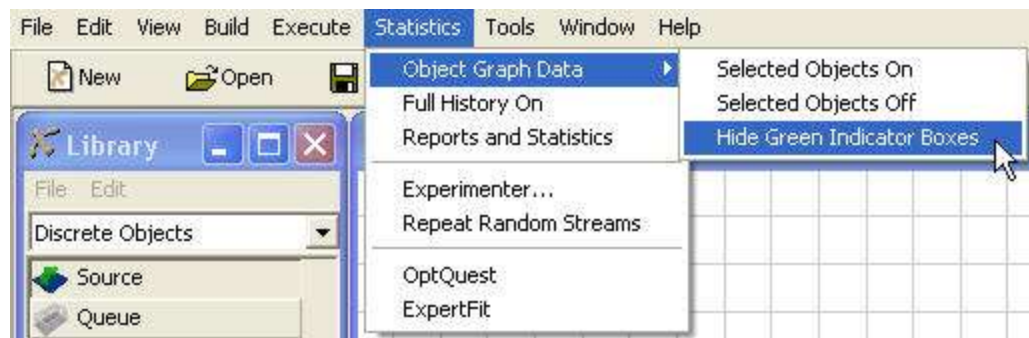 File Edit View Build Execute Statistics Tools Window Help
New Open
Object Graph Data
Full History On
Reports and Statistics
Experimenter...
Repeat Random Streams
OptQuest
ExpertFit
Selected Objects On
Selected Objects Off
Hide Green Indicator Boxes
Library
File Edit
Discrete Objects
Source
Queue